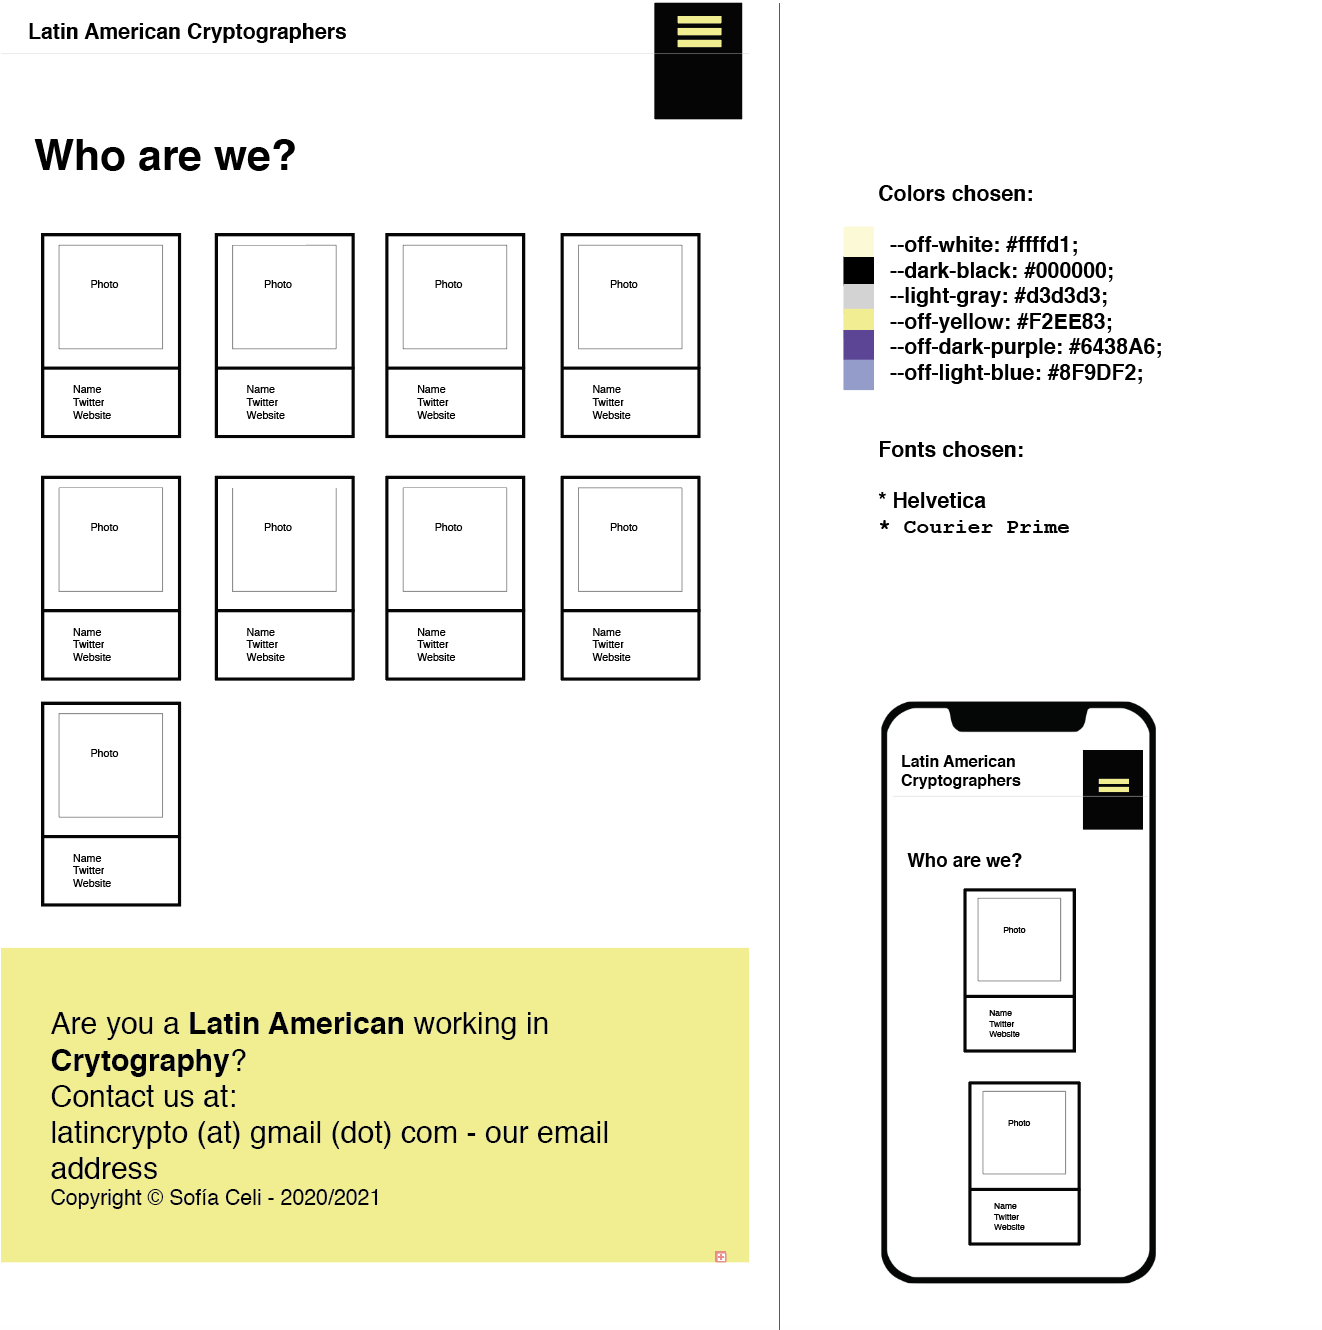 Latin American Cryptographers
Who are we?
Photo
Name
Twitter
Website
Photo
Name
Twitter
Website
Photo
Name
Twitter
Website
Photo
Name
Twitter
Website
Photo
Name
Twitter
Website
Photo
Name
Twitter
Website
Photo
Name
Twitter
Website
Photo
Name
Twitter
Website
Photo
Name
Twitter
Website
Are you a Latin American working in
Crytography?
Contact us at:
latincrypto (at) gmail (dot) com - our email
address
Copyright © Sofía Celi - 2020/2021
Colors chosen:
--off-white: #ffffd1;
--dark-black: #000000;
--light-gray: #d3d3d3;
--off-yellow: #F2EE83;
--off-dark-purple: #6438A6;
--off-light-blue: #8F9DF2;
Fonts chosen:
* Helvetica
* Courier Prime
Latin American
Cryptographers
Who are we?
Photo
Name
Twitter
Website
Photo
Name
Twitter
Website